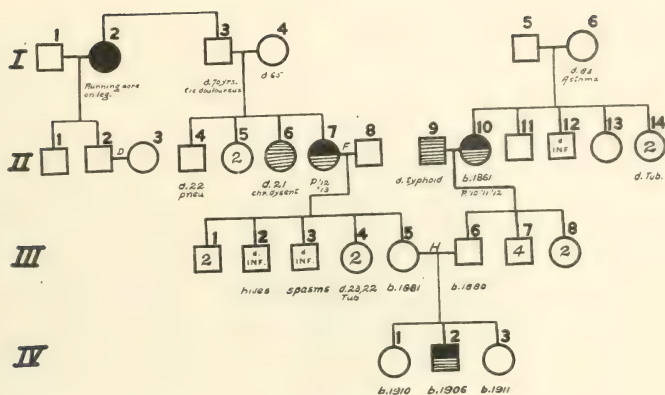 I
1 2 3 4 5 6
Running sore
on leg.
d. 70 yrs.
tic douloureux
d 65
d. 83
Asthma
II
1 2 3 4 5 6 7 8 9 10 11 12 13 14
D
2
F
d
INF.
2
d. 22
pneu
d. 21
chr. dysent
P. '12
'13
d. typhoid
b. 1861
P. '10 '11 '12
d. Tub.
III
1 2 3 4 5 6 7 8
2
d
INF.
d
INF.
2
H
4
2
hives
spasms
d. 23, 22
Tub
b. 1881
b. 1880
IV
1 2 3
b. 1910
b. 1906
b. 1911